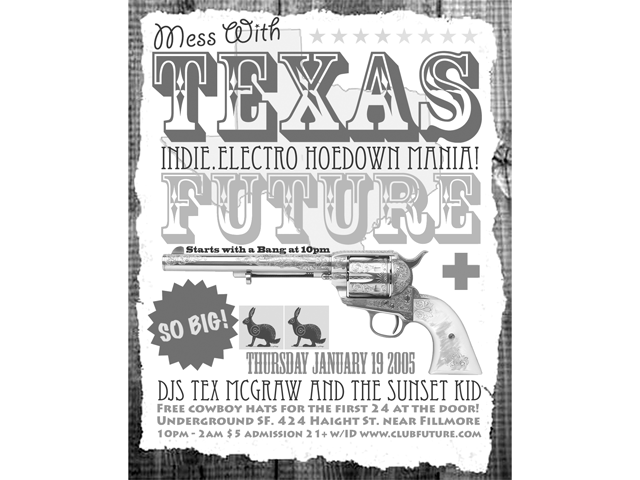 Mess With
TEXAS
INDIE.ELECTRO HOEDOWN MANIA!
FUTURE
Starts with a Bang at 10pm
+
SO BIG!
THURSDAY JANUARY 19 2005
DJS TEX MCGRAW AND THE SUNSET KID
FREE COWBOY HATS FOR THE FIRST 24 AT THE DOOR!
UNDERGROUND SF. 424 HAIGHT ST. NEAR FILLMORE
10PM - 2AM $5 ADMISSION 21+ W/ID WWW.CLUBFUTURE.COM